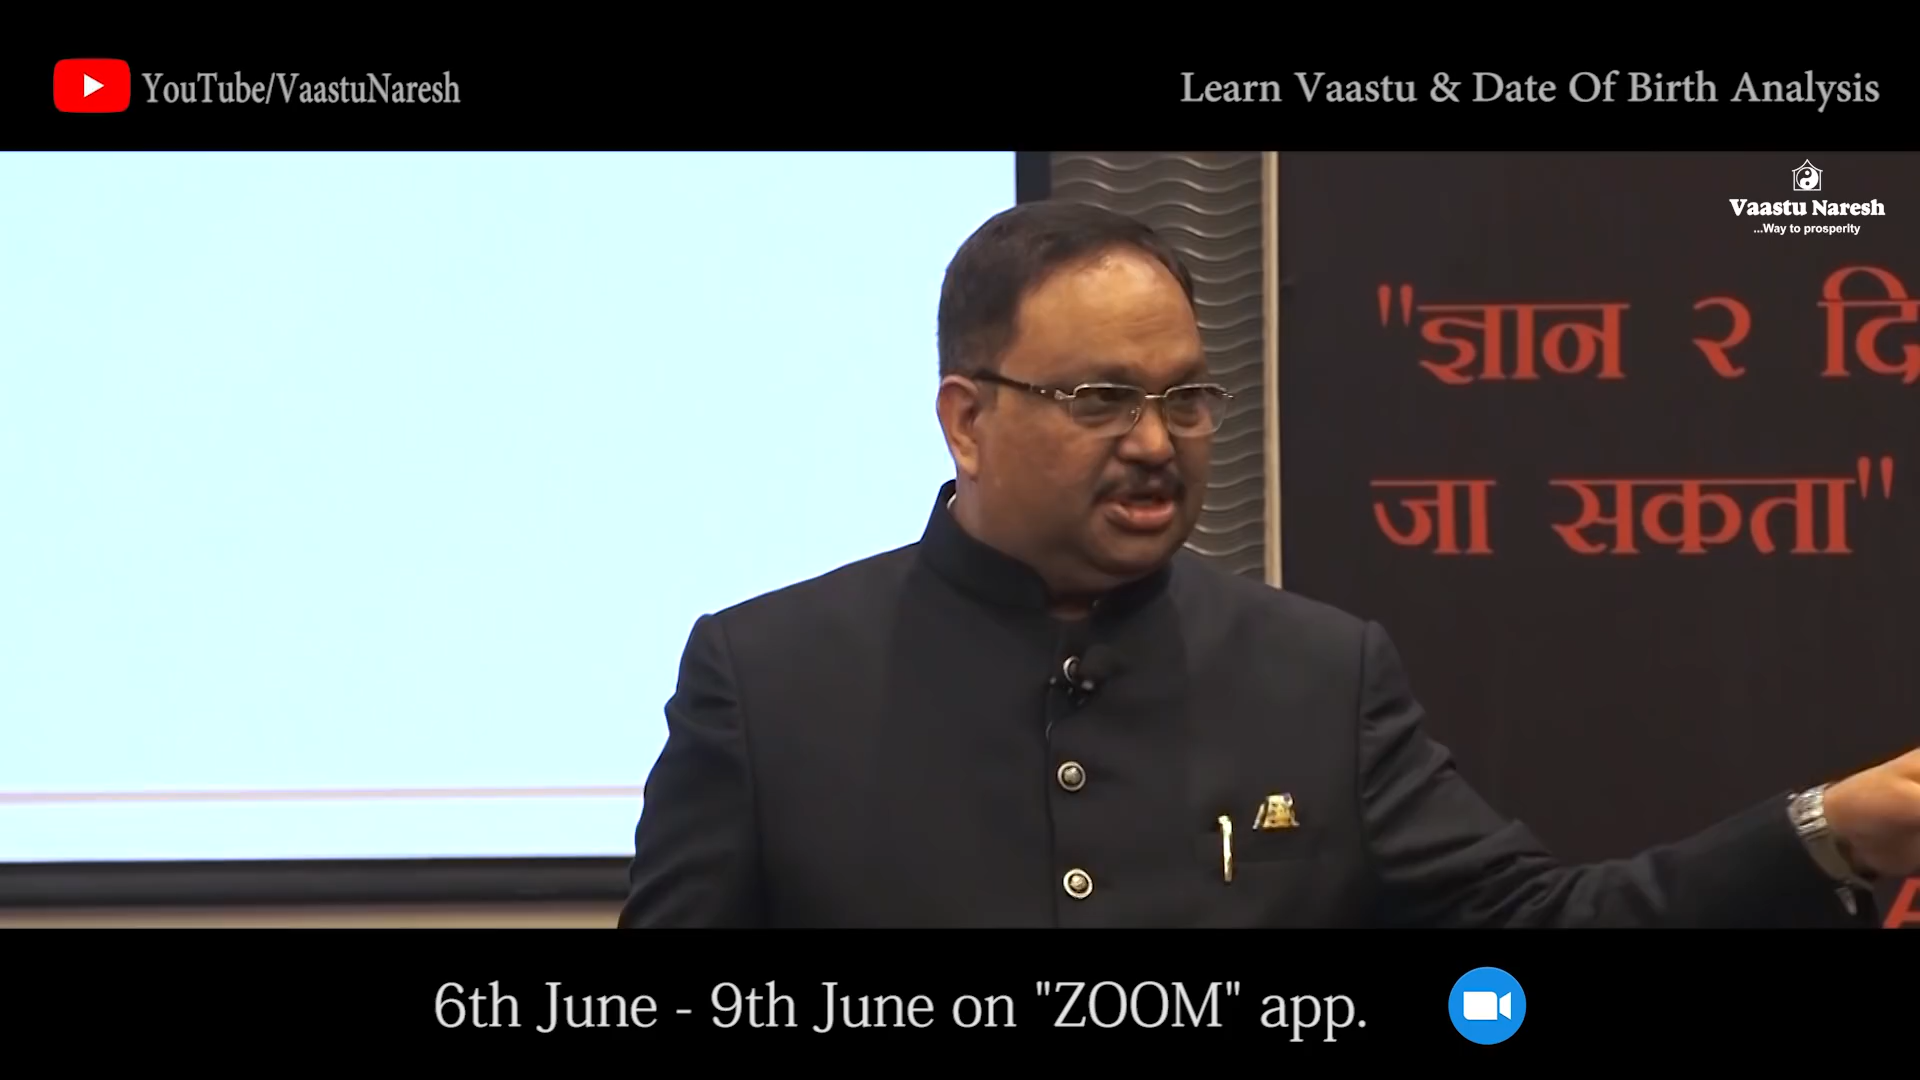 YouTube/VaastuNaresh
Learn Vaastu & Date Of Birth Analysis
Vaastu Naresh
...Way to prosperity
"ज्ञान २ दि
जा सकता"
6th June - 9th June on "ZOOM" app.